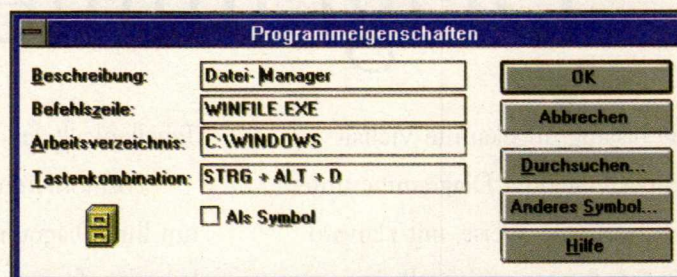 Programmeigenschaften
Beschreibung: Datei-Manager
Befehlszeile: WINFILE.EXE
Arbeitsverzeichnis: C:\WINDOWS
Tastenkombination: STRG + ALT + D
Als Symbol
OK
Abbrechen
Durchsuchen...
Anderes Symbol...
Hilfe